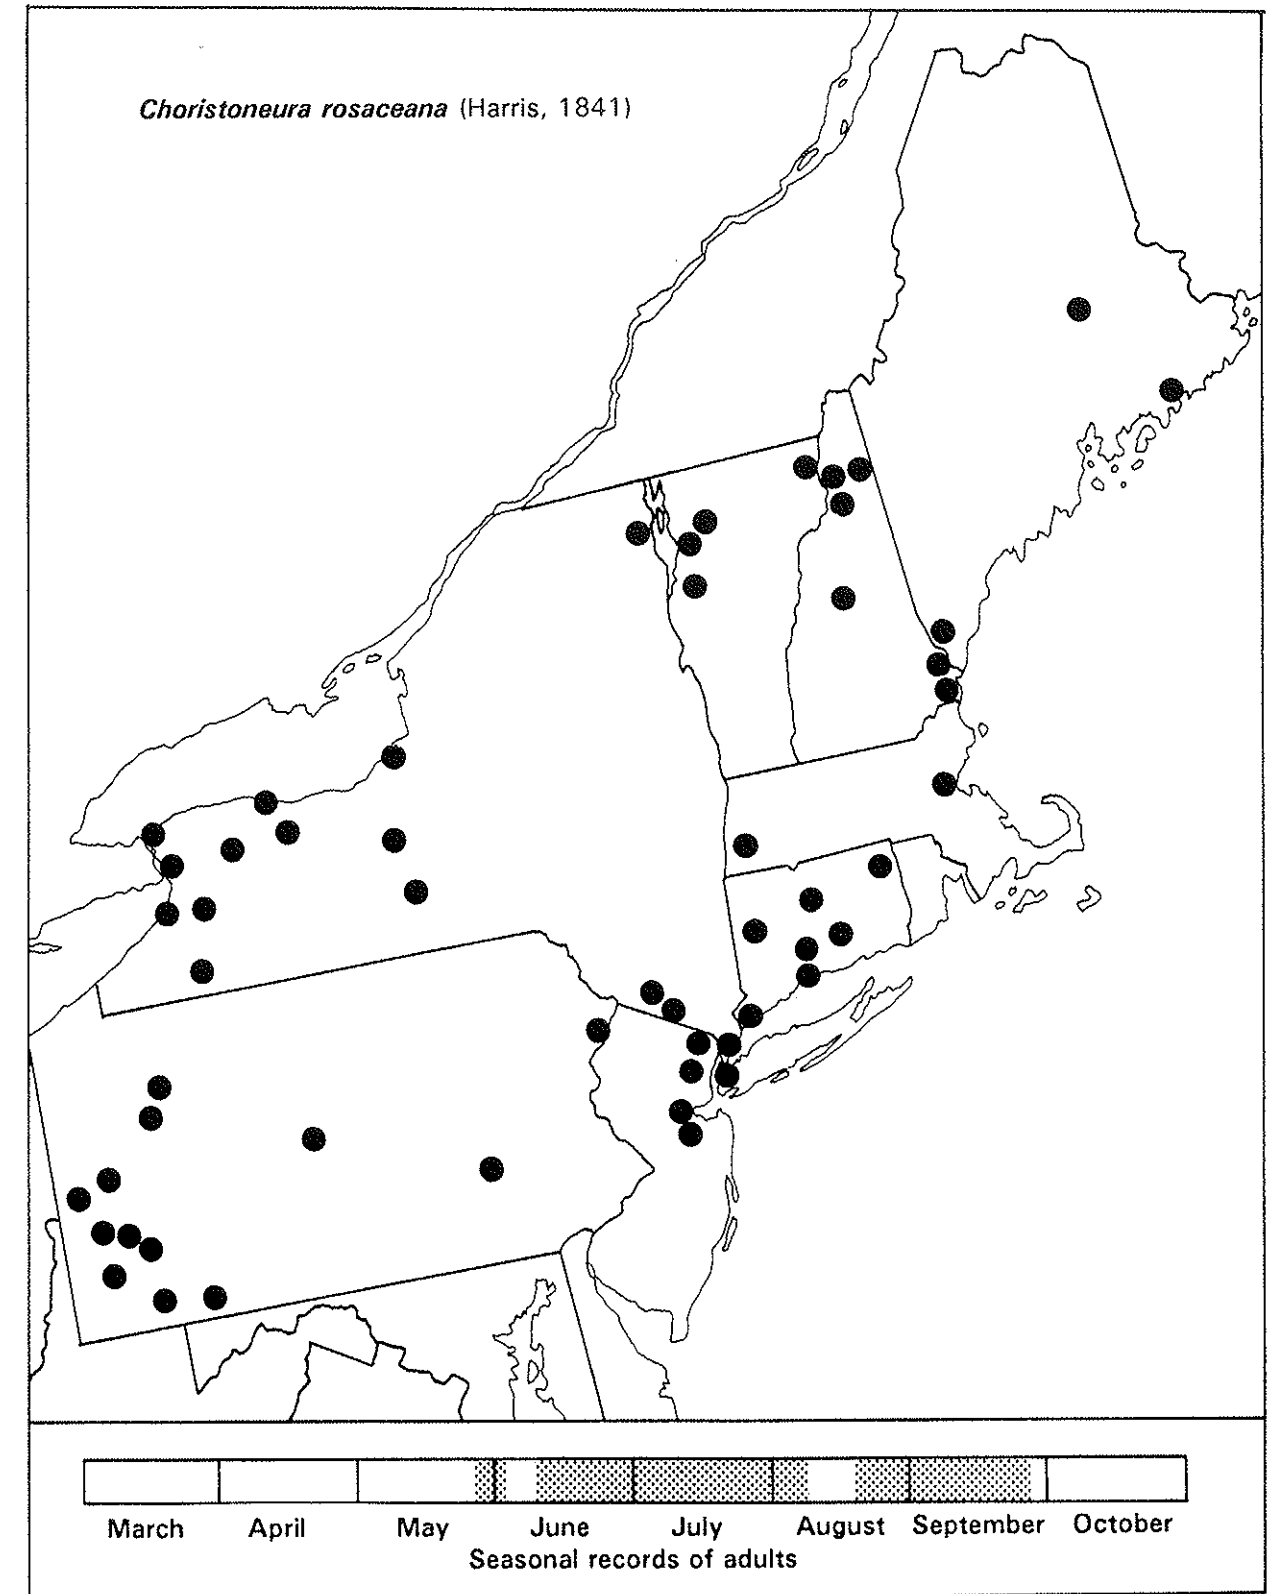 Choristoneura rosaceana (Harris, 1841)
March April May June July August September October
Seasonal records of adults